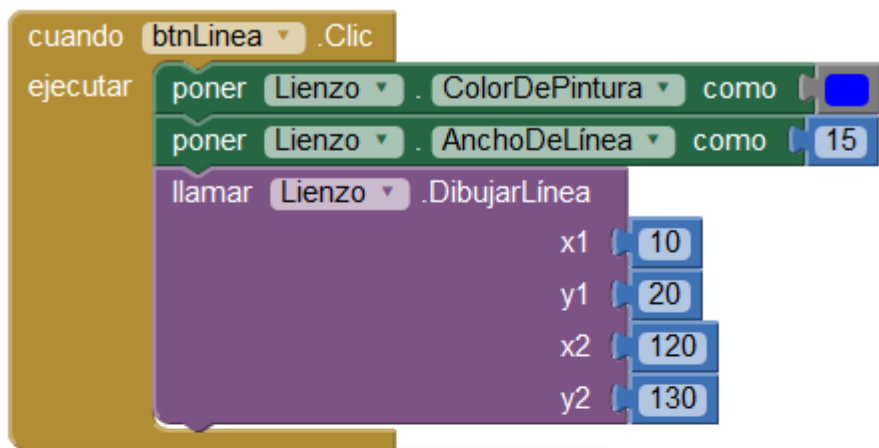 cuando btnLinea .Clic
ejecutar poner Lienzo . ColorDePintura como
poner Lienzo . AnchoDeLínea como 15
llamar Lienzo .DibujarLínea
x1 10
y1 20
x2 120
y2 130